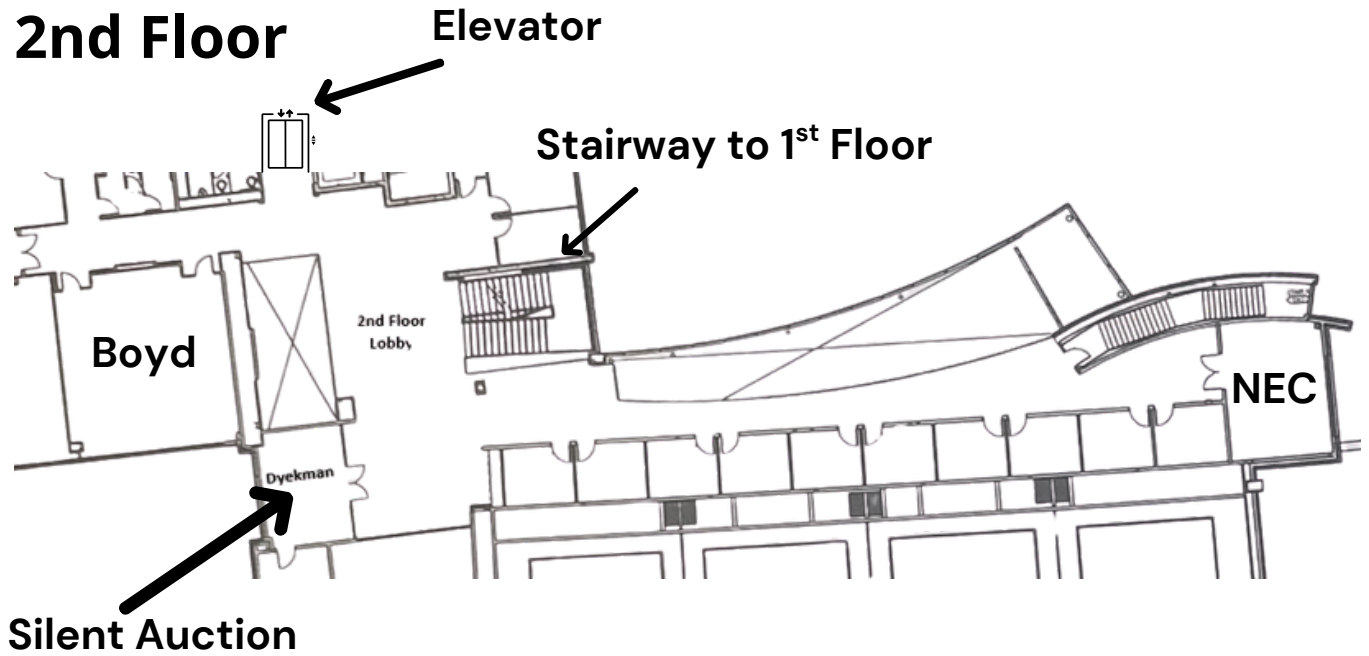 2nd Floor
Elevator
Stairway to 1st Floor
2nd Floor
Lobby
Boyd
NEC
Dyekman
Silent Auction